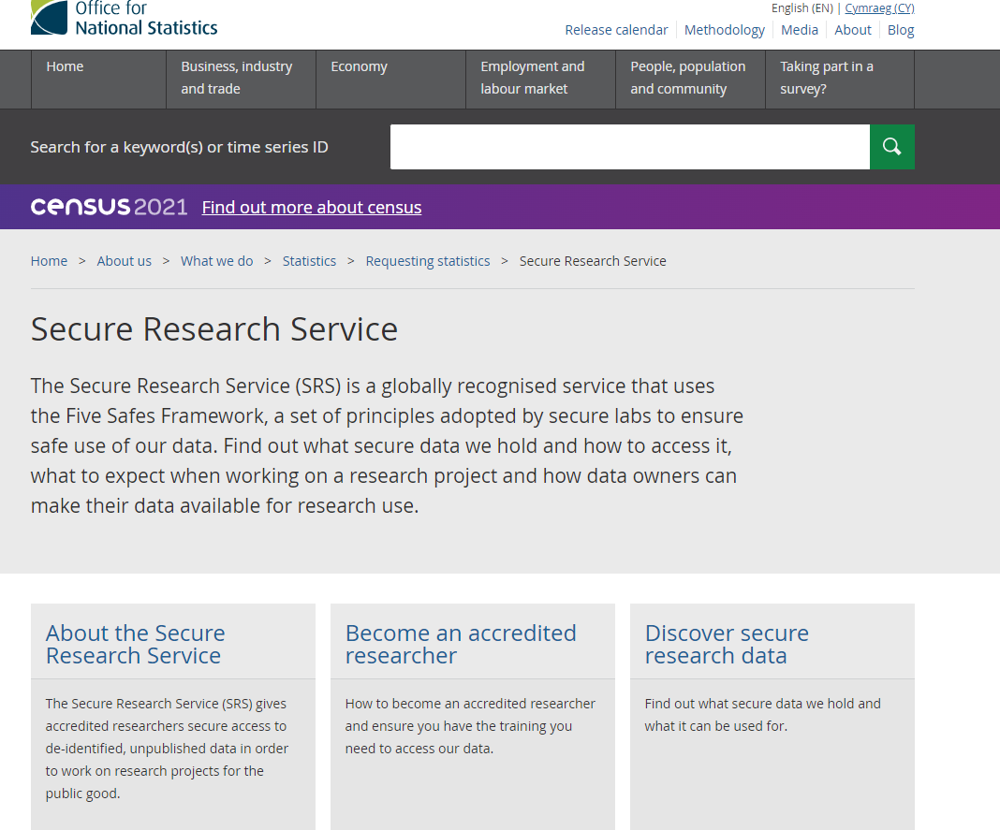 Office for
National Statistics
English (EN) | Cymraeg (CY)
Release calendar Methodology Media About Blog
Home
Business, industry
and trade
Economy
Employment and
labour market
People, population
and community
Taking part in a
survey?
Search for a keyword(s) or time series ID
census 2021 Find out more about census
Home > About us > What we do > Statistics > Requesting statistics > Secure Research Service
Secure Research Service
The Secure Research Service (SRS) is a globally recognised service that uses
the Five Safes Framework, a set of principles adopted by secure labs to ensure
safe use of our data. Find out what secure data we hold and how to access it,
what to expect when working on a research project and how data owners can
make their data available for research use.
About the Secure
Research Service
The Secure Research Service (SRS) gives
accredited researchers secure access to
de-identified, unpublished data in order
to work on research projects for the
public good.
Become an accredited
researcher
How to become an accredited researcher
and ensure you have the training you
need to access our data.
Discover secure
research data
Find out what secure data we hold and
what it can be used for.